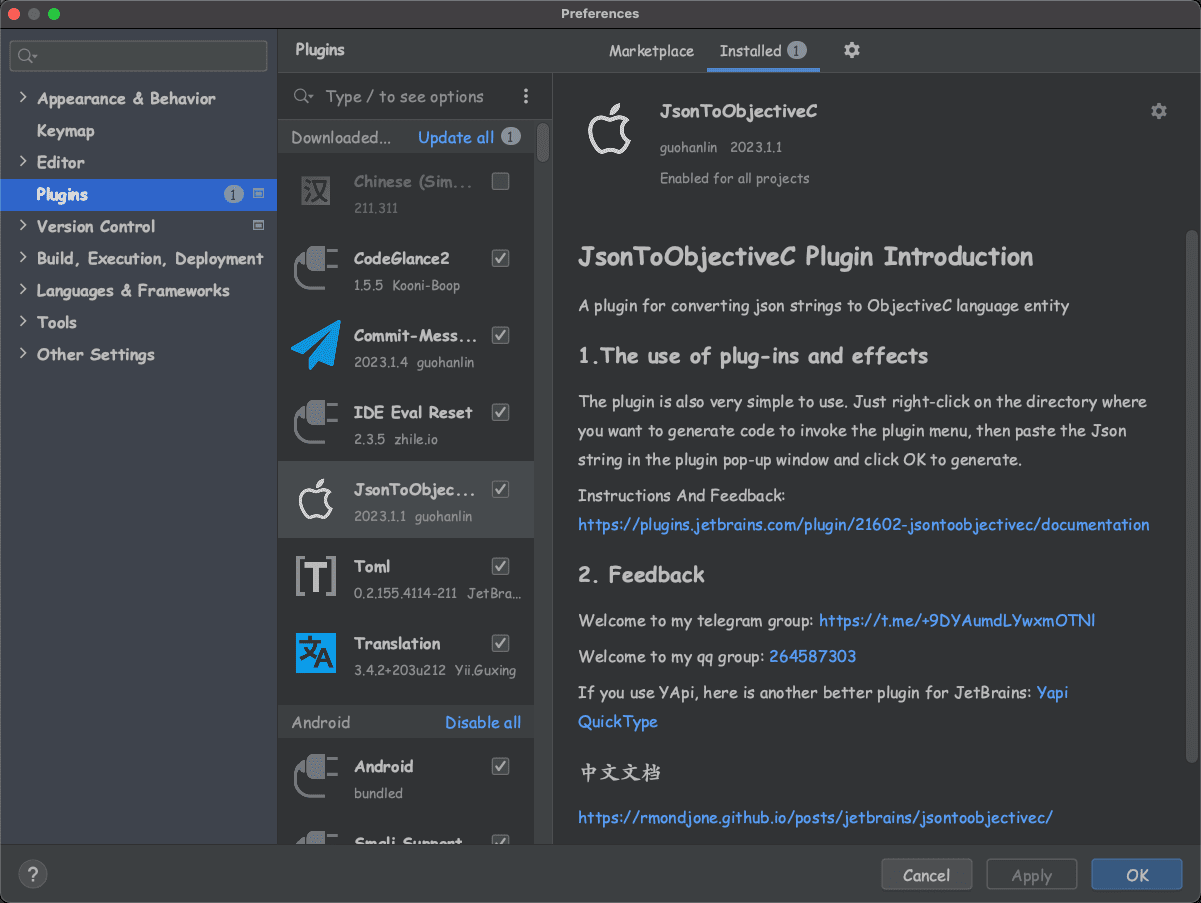 Preferences
Plugins
Marketplace
Installed 1
Appearance & Behavior
Keymap
Editor
Plugins 1
Version Control
Build, Execution, Deployment
Languages & Frameworks
Tools
Other Settings
Type / to see options
Downloaded... Update all 1
汉
Chinese (Sim...
211.311
CodeGlance2
1.5.5 Kooni-Boop
Commit-Mess...
2023.1.4 guohanlin
IDE Eval Reset
2.3.5 zhile.io
JsonToObjec...
2023.1.1 guohanlin
[T]
Toml
0.2.155.4114-211 JetBra...
文A
Translation
3.4.2+203u212 Yii.Guxing
Android Disable all
Android
bundled
Smali Support
JsonToObjectiveC
guohanlin 2023.1.1
Enabled for all projects
JsonToObjectiveC Plugin Introduction
A plugin for converting json strings to ObjectiveC language entity
1.The use of plug-ins and effects
The plugin is also very simple to use. Just right-click on the directory where
you want to generate code to invoke the plugin menu, then paste the Json
string in the plugin pop-up window and click OK to generate.
Instructions And Feedback:
https://plugins.jetbrains.com/plugin/21602-jsontoobjectivec/documentation
2. Feedback
Welcome to my telegram group: https://t.me/+9DYAumdLYwxmOTNl
Welcome to my qq group: 264587303
If you use YApi, here is another better plugin for JetBrains: Yapi
QuickType
中文文档
https://rmondjone.github.io/posts/jetbrains/jsontoobjectivec/
?
Cancel
Apply
OK